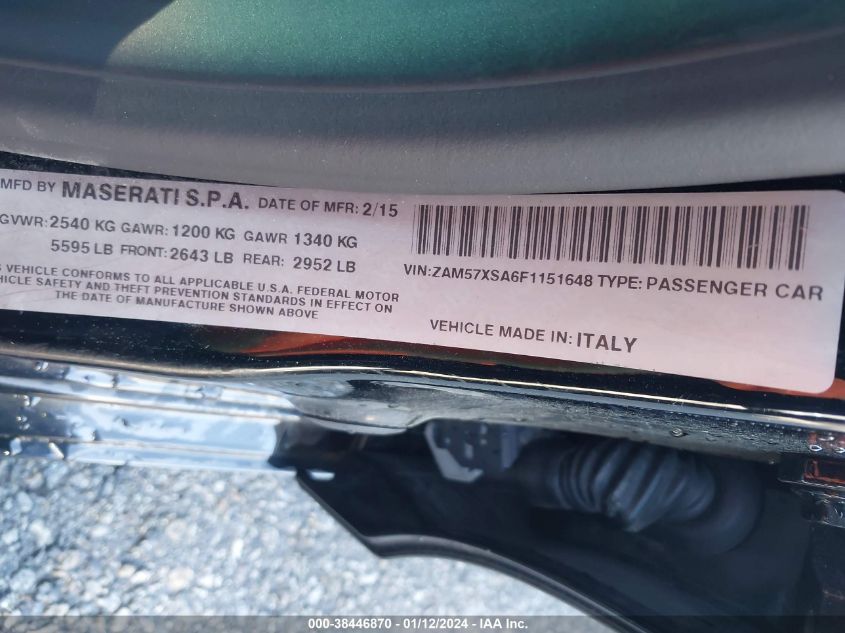 MFD BY MASERATI S.P.A. DATE OF MFR: 2/15
GVWR: 2540 KG GAWR: 1200 KG GAWR 1340 KG
5595 LB FRONT: 2643 LB REAR: 2952 LB
VEHICLE CONFORMS TO ALL APPLICABLE U.S.A. FEDERAL MOTOR
VEHICLE SAFETY AND THEFT PREVENTION STANDARDS IN EFFECT ON
THE DATE OF MANUFACTURE SHOWN ABOVE
VIN:ZAM57XSA6F1151648 TYPE: PASSENGER CAR
VEHICLE MADE IN: ITALY
000-38446870 - 01/12/2024 - IAA Inc.